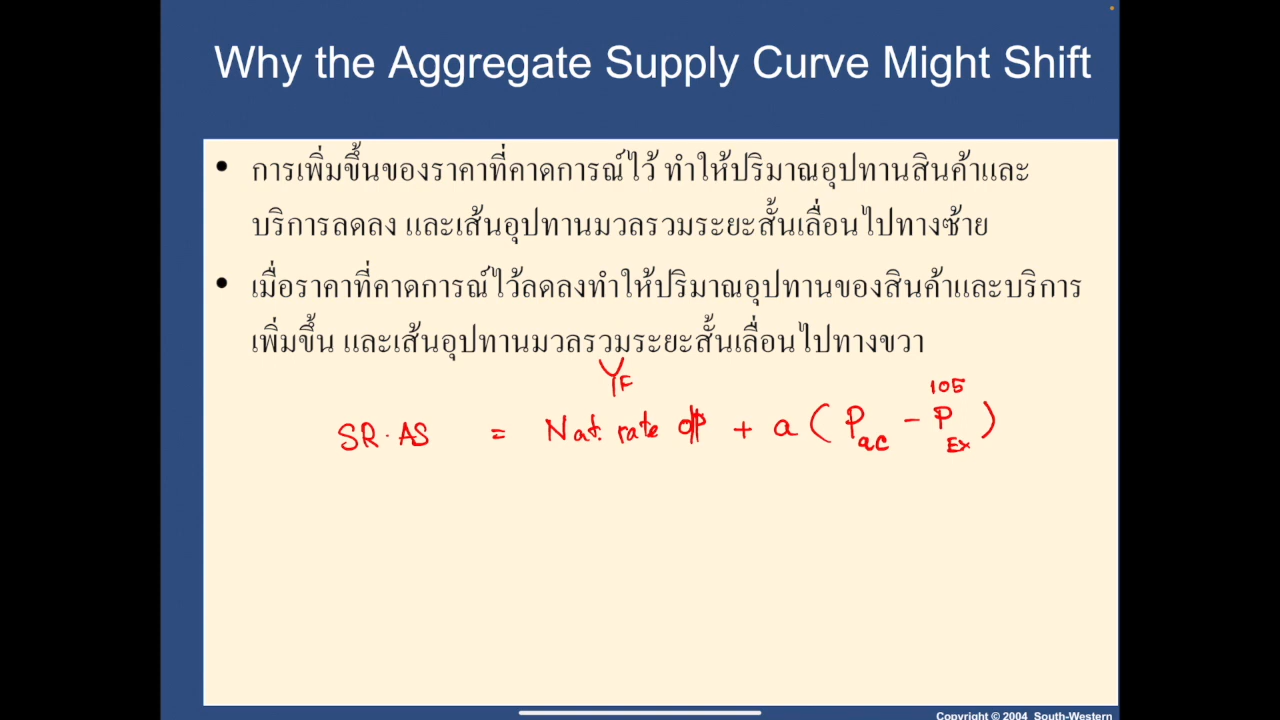 Why the Aggregate Supply Curve Might Shift
• การเพิ่มขึ้นของราคาที่คาดการณ์ไว้ ทำให้ปริมาณอุปทานสินค้าและ
บริการลดลง และเส้นอุปทานมวลรวมระยะสั้นเลื่อนไปทางซ้าย
• เมื่อราคาที่คาดการณ์ไว้ลดลงทำให้ปริมาณอุปทานของสินค้าและบริการ
เพิ่มขึ้น และเส้นอุปทานมวลรวมระยะสั้นเลื่อนไปทางขวา
YF
105
SR. AS = Nat. rate o/p + a ( Pac - PEx )
Copyright © 2004 South-Western